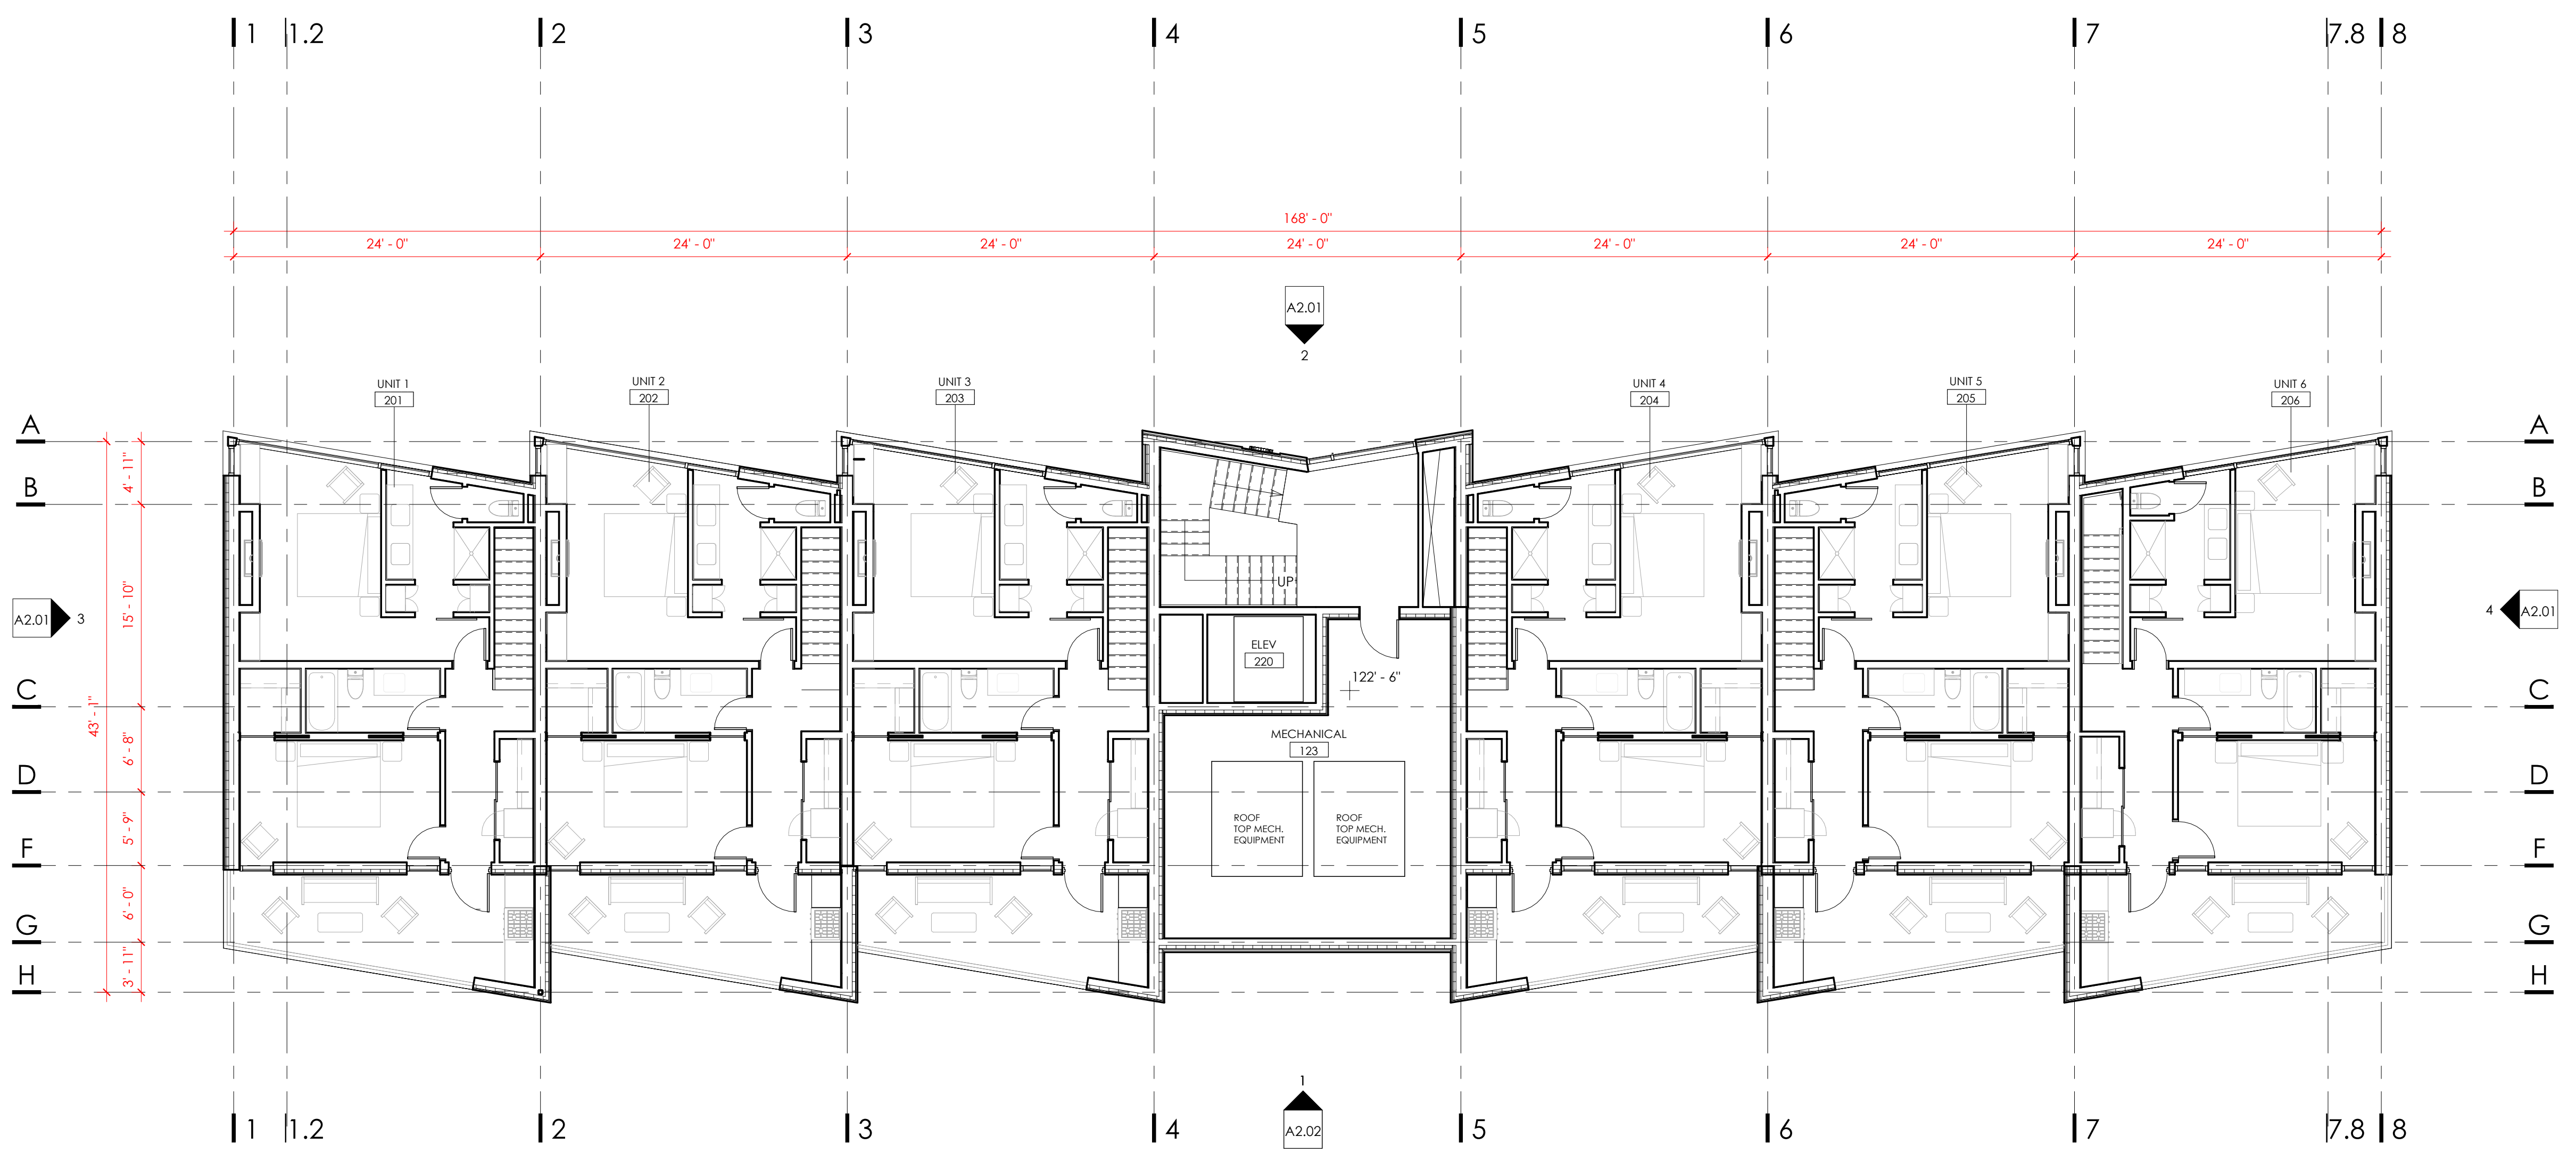 1 1.2 2 3 4 5 6 7 7.8 8
168' - 0"
24' - 0" 24' - 0" 24' - 0" 24' - 0" 24' - 0" 24' - 0" 24' - 0"
A2.01
2
UNIT 1
201
UNIT 2
202
UNIT 3
203
UNIT 4
204
UNIT 5
205
UNIT 6
206
A A
4' - 11"
B B
15' - 10"
UP
A2.01 3
4 A2.01
ELEV
220
122' - 6"
C C
43' - 1"
6' - 8"
MECHANICAL
123
D D
5' - 9"
ROOF
TOP MECH.
EQUIPMENT
ROOF
TOP MECH.
EQUIPMENT
F F
6' - 0"
G G
3' - 11"
H H
1
A2.02
1 1.2 2 3 4 5 6 7 7.8 8